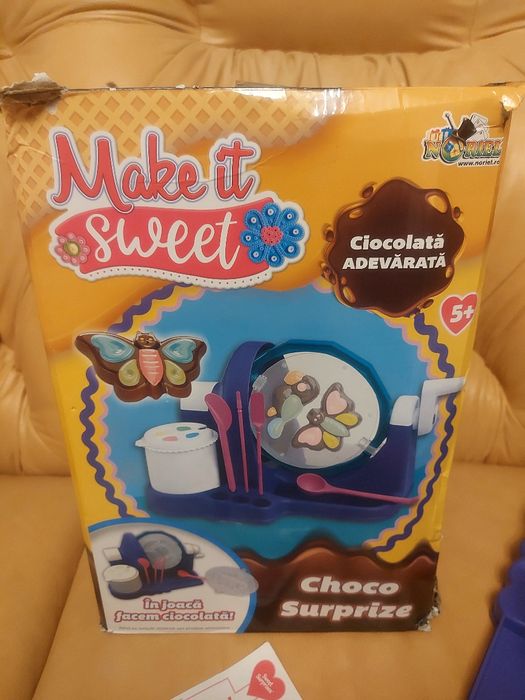 Make it
sweet
NORIEL
www.noriel.ro
Ciocolată
ADEVĂRATĂ
5+
În joacă
facem ciocolată!
Choco
Surprize